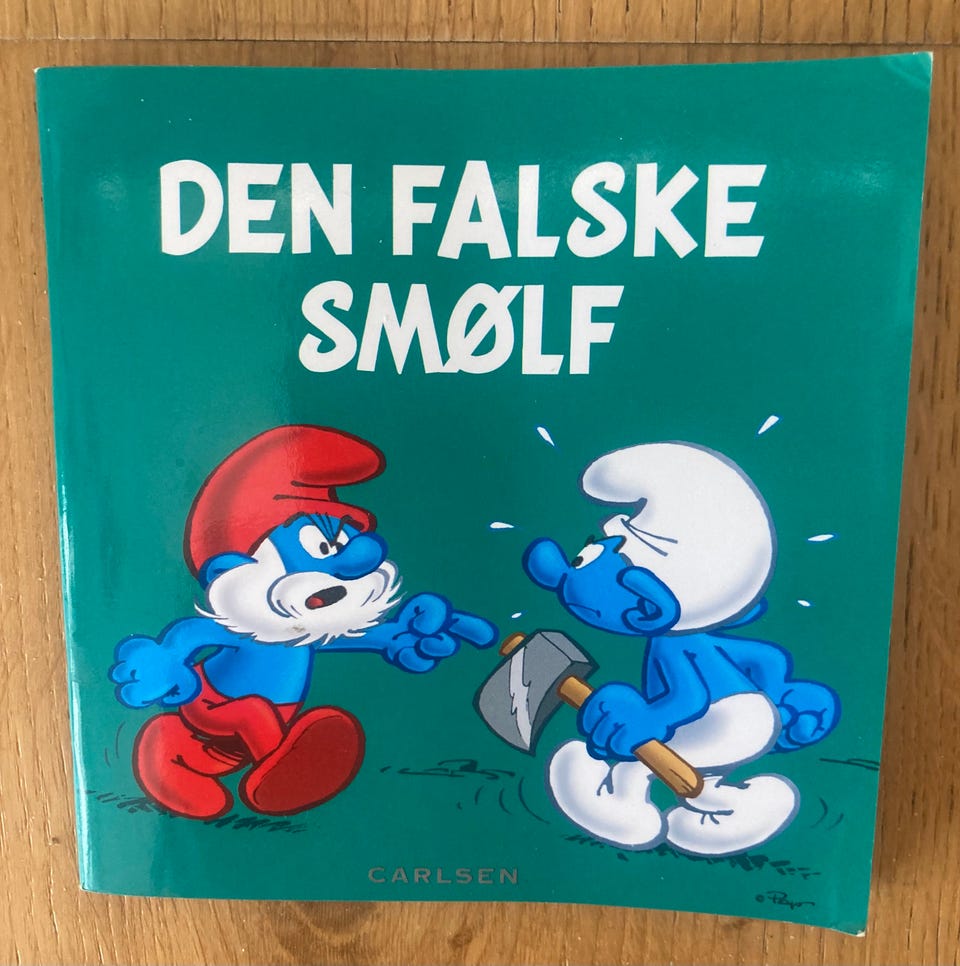 DEN FALSKE
SMØLF
CARLSEN
© Peyo